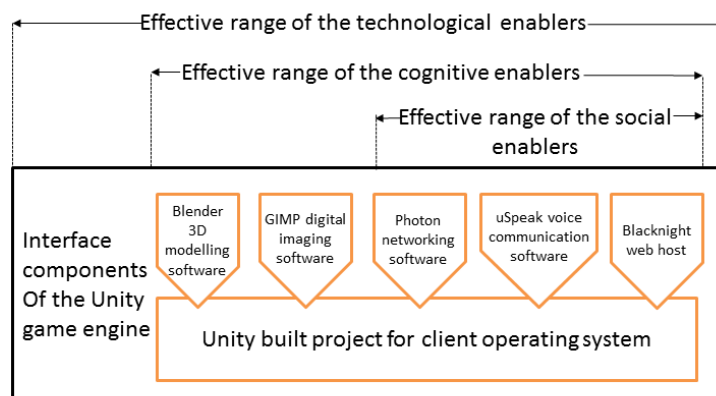 Effective range of the technological enablers
Effective range of the cognitive enablers
Effective range of the social
enablers
Interface
components
Of the Unity
game engine
Blender
3D
modelling
software
GIMP digital
imaging
software
Photon
networking
software
uSpeak voice
communication
software
Blacknight
web host
Unity built project for client operating system